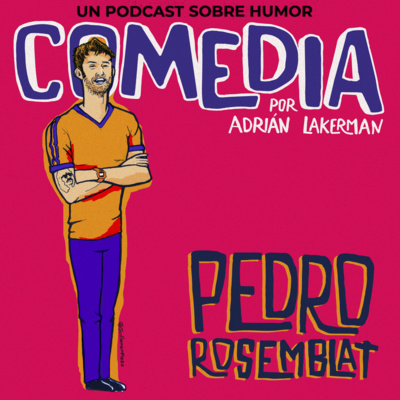 UN PODCAST SOBRE HUMOR
COMEDIA
POR
ADRIÁN LAKERMAN
PEDRO
ROSEMBLAT